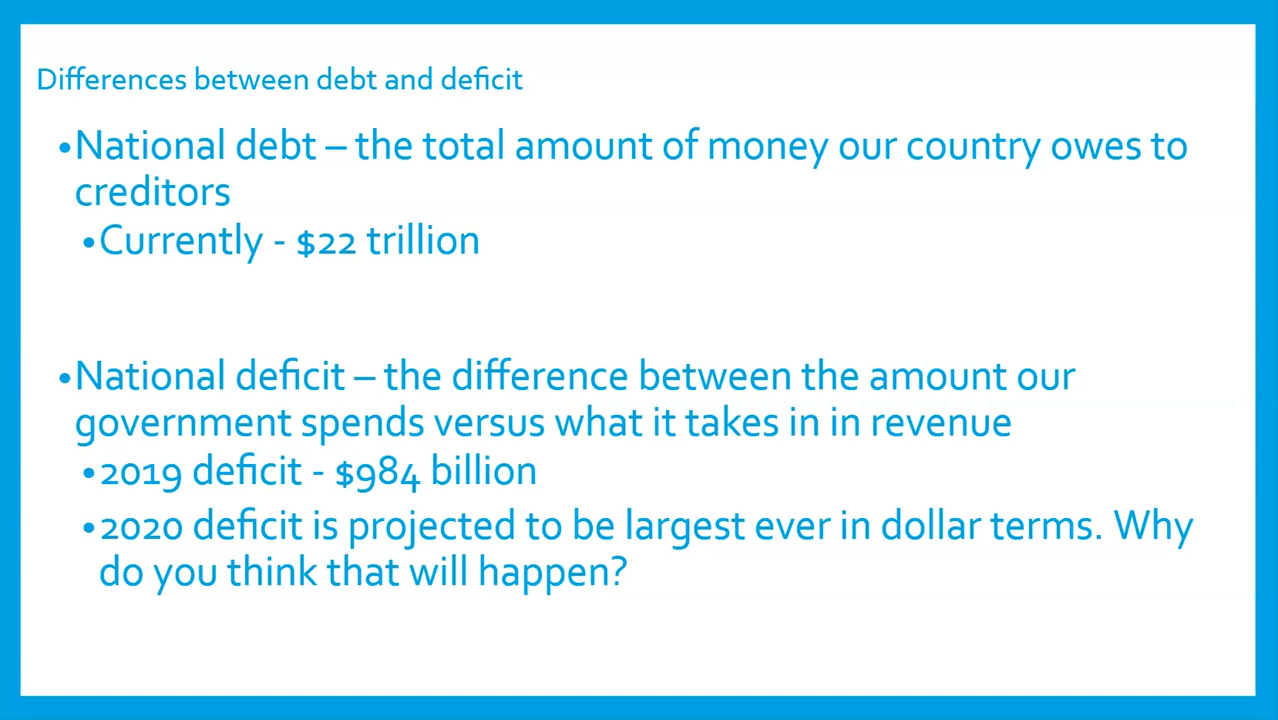 Differences between debt and deficit
•National debt – the total amount of money our country owes to
creditors
•Currently - $22 trillion
•National deficit – the difference between the amount our
government spends versus what it takes in in revenue
•2019 deficit - $984 billion
•2020 deficit is projected to be largest ever in dollar terms. Why
do you think that will happen?